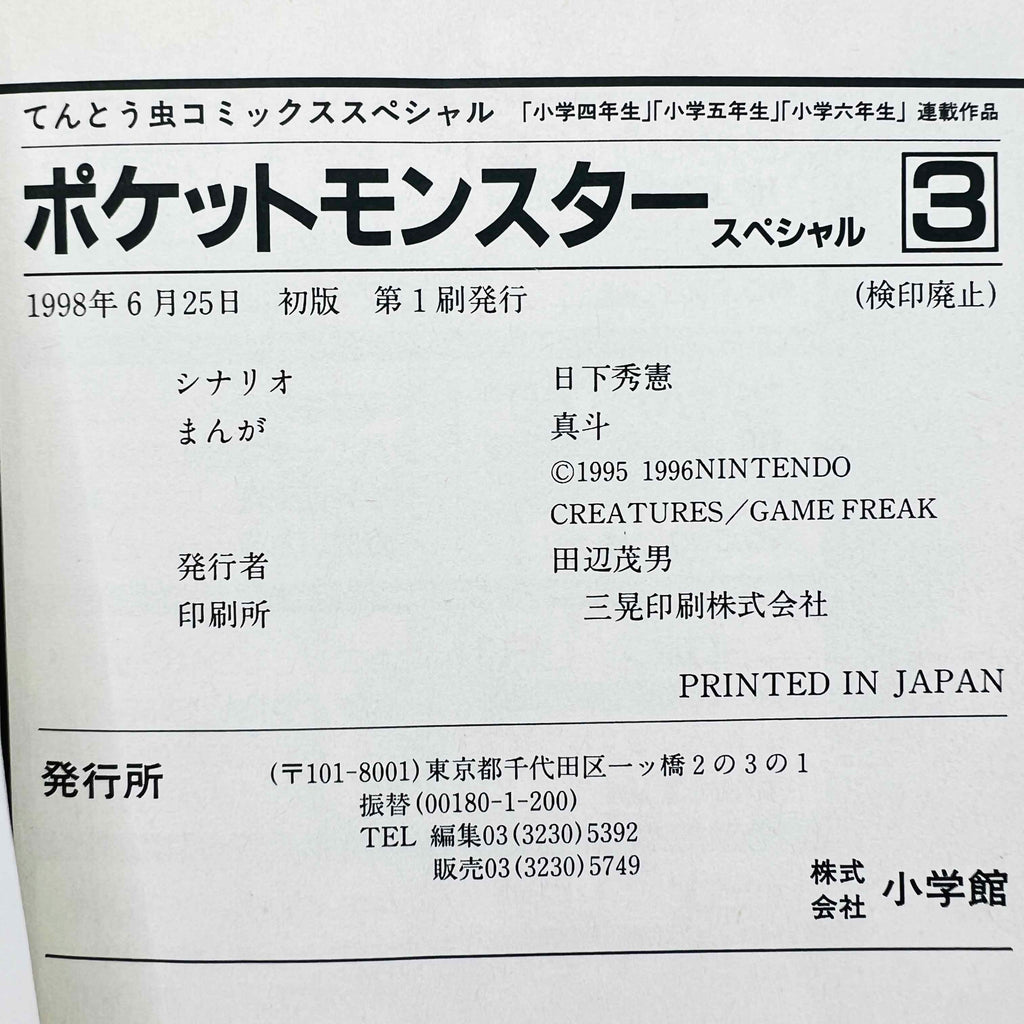 てんとう虫コミックススペシャル 「小学四年生」「小学五年生」「小学六年生」連載作品
ポケットモンスタースペシャル 3
1998年6月25日 初版 第1刷発行 (検印廃止)
シナリオ 日下秀憲
まんが 真斗
©1995 1996NINTENDO
CREATURES/GAME FREAK
発行者 田辺茂男
印刷所 三晃印刷株式会社
PRINTED IN JAPAN
発行所 (〒101-8001)東京都千代田区一ッ橋2の3の1
振替(00180-1-200)
TEL 編集03(3230)5392
販売03(3230)5749
株式会社 小学館